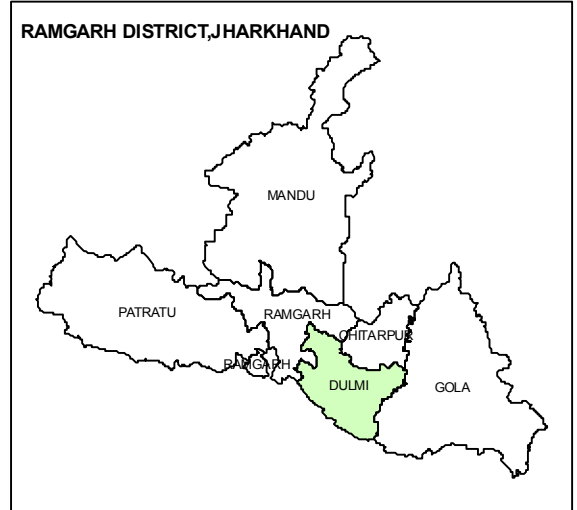 RAMGARH DISTRICT,JHARKHAND
MANDU
PATRATU
RAMGARH
CHITARPUR
RAMGARH
DULMI
GOLA